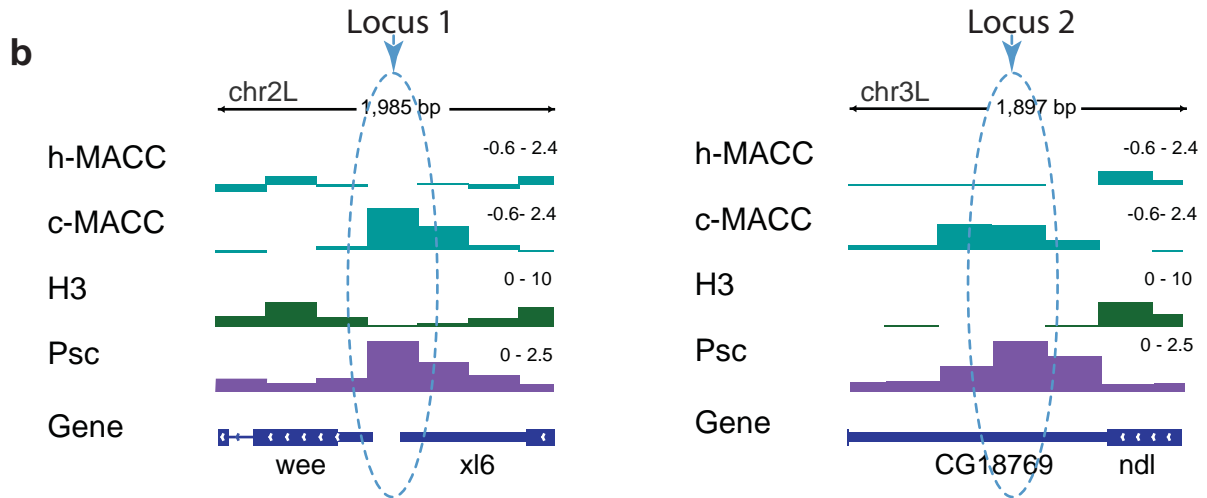 b
Locus 1
chr2L
1,985 bp
h-MACC
-0.6 - 2.4
c-MACC
-0.6- 2.4
H3
0 - 10
Psc
0 - 2.5
Gene
wee
xl6
Locus 2
chr3L
1,897 bp
h-MACC
-0.6 - 2.4
c-MACC
-0.6- 2.4
H3
0 - 10
Psc
0 - 2.5
Gene
CG18769
ndl